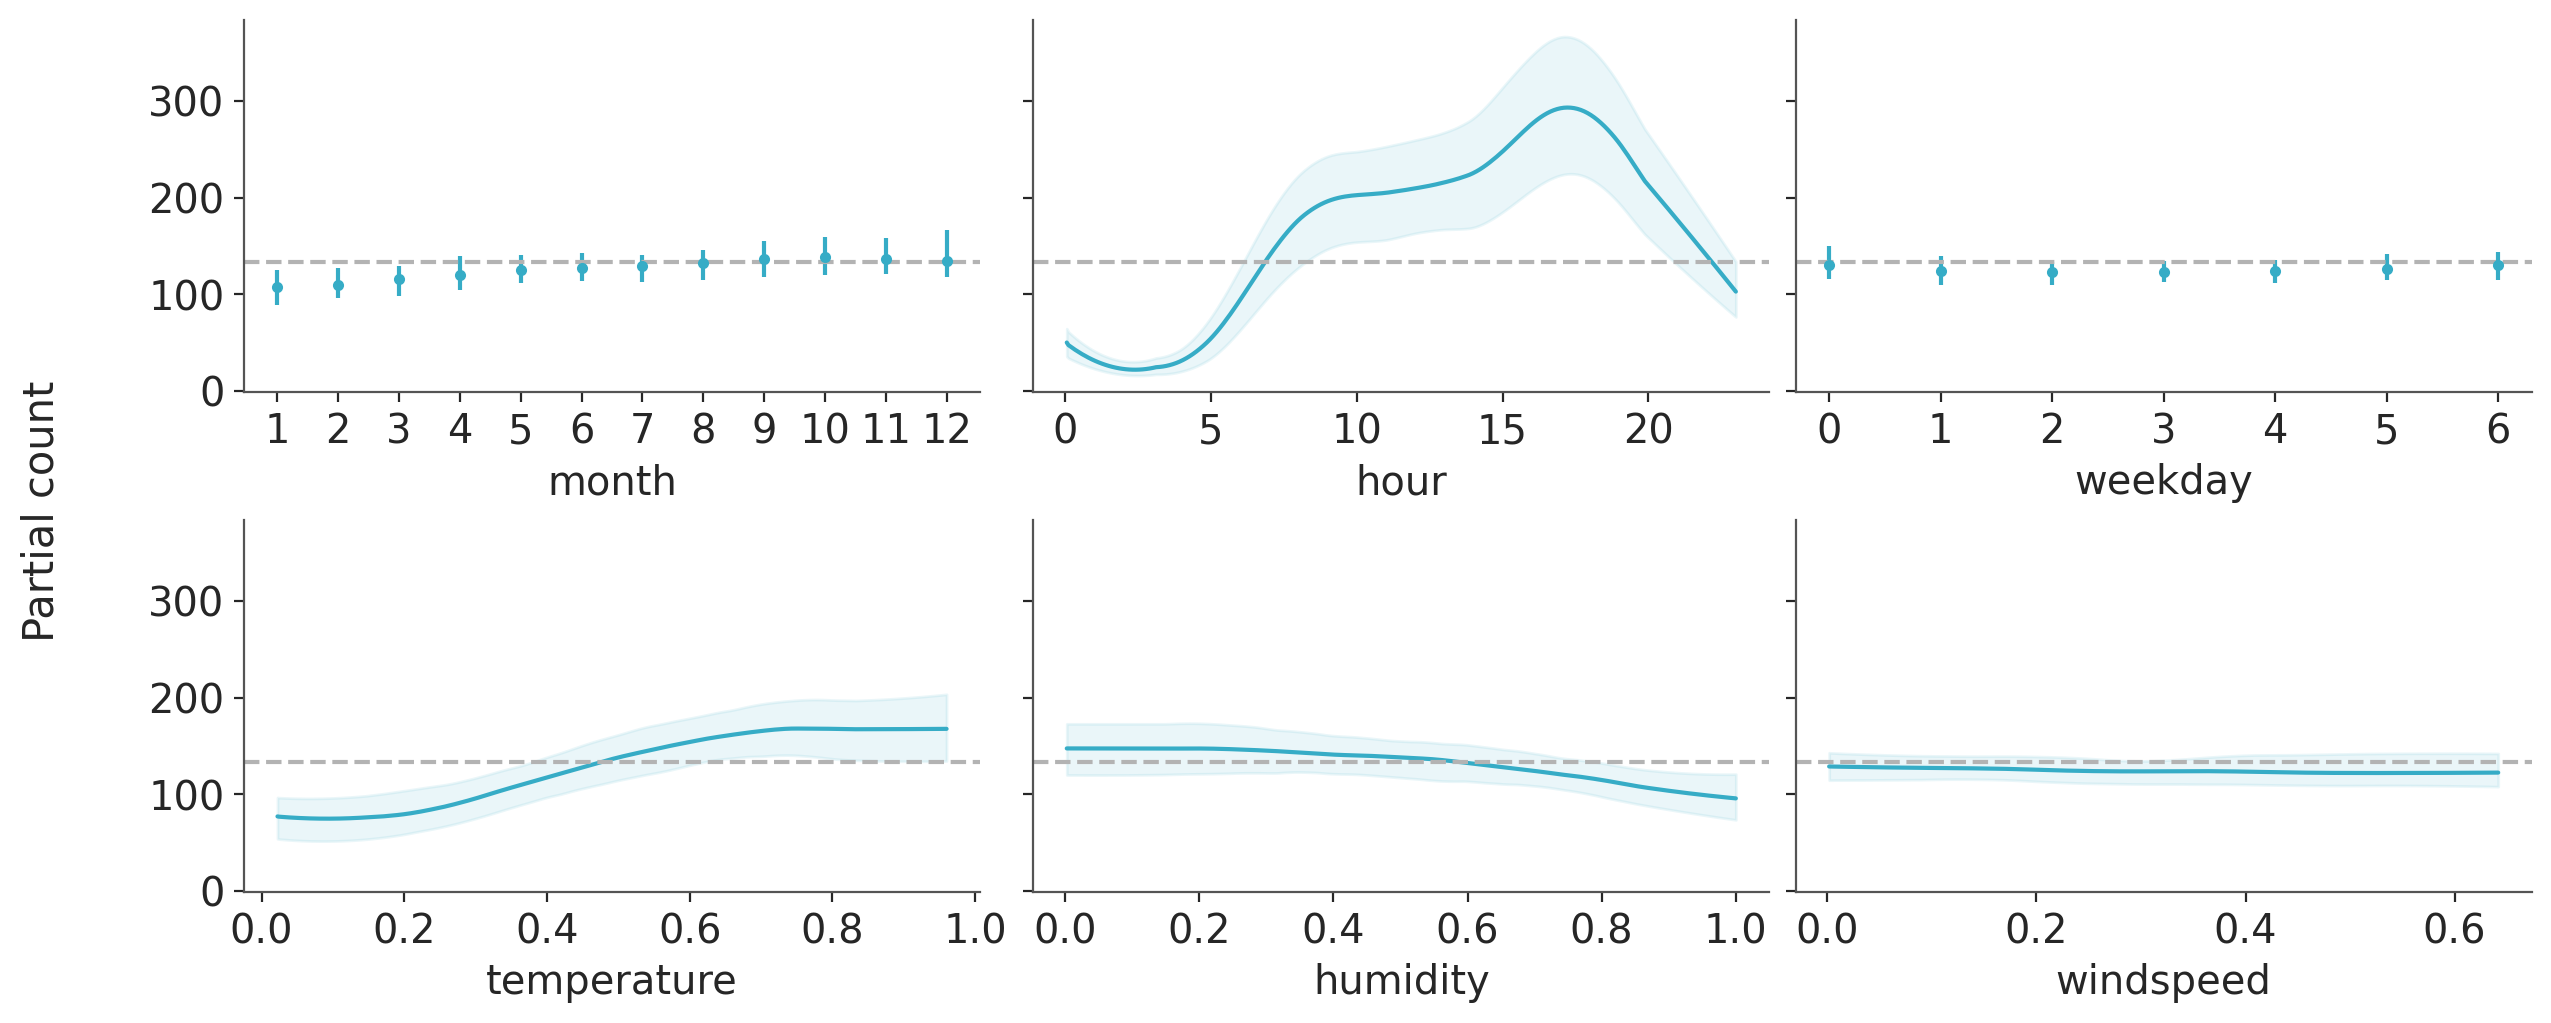 Partial count
300
200
100
0
1 2 3 4 5 6 7 8 9 10 11 12
month
0 5 10 15 20
hour
0 1 2 3 4 5 6
weekday
300
200
100
0
0.0 0.2 0.4 0.6 0.8 1.0
temperature
0.0 0.2 0.4 0.6 0.8 1.0
humidity
0.0 0.2 0.4 0.6
windspeed